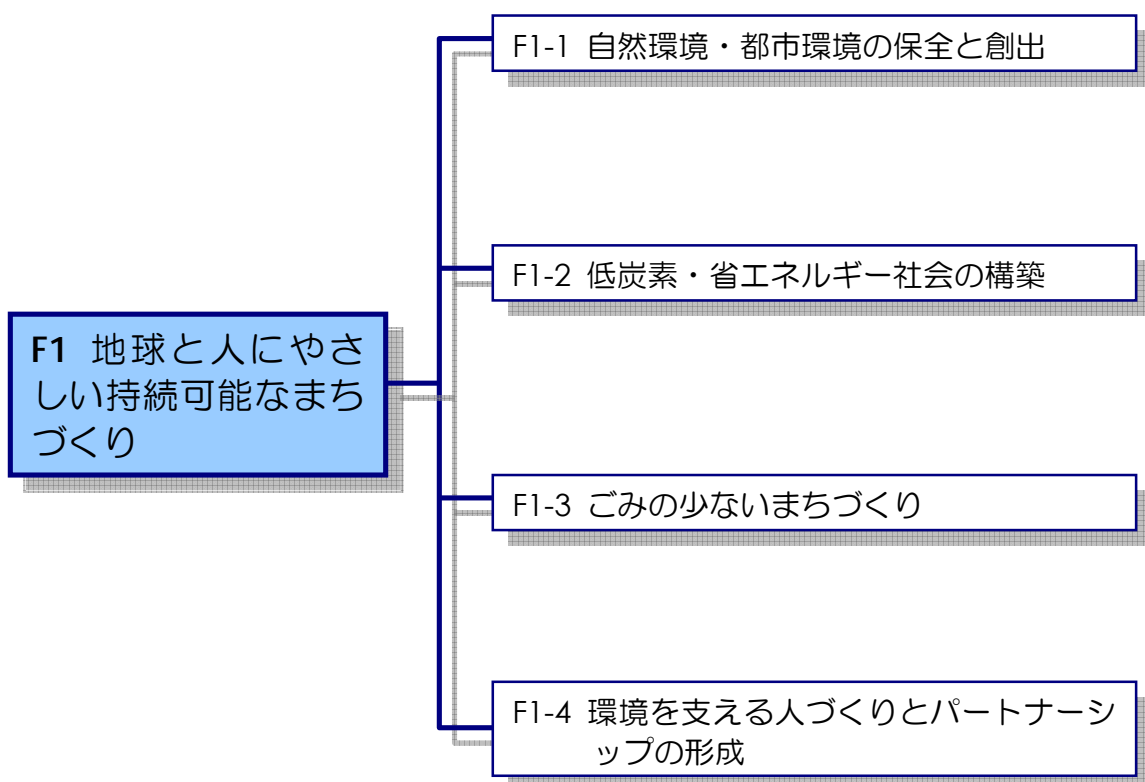 F1-1 自然環境・都市環境の保全と創出
F1-2 低炭素・省エネルギー社会の構築
F1 地球と人にやさ
しい持続可能なまち
づくり
F1-3 ごみの少ないまちづくり
F1-4 環境を支える人づくりとパートナーシ
ップの形成